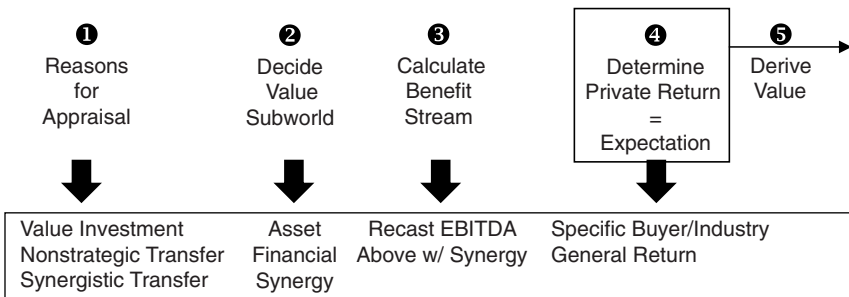 ❶
Reasons
for
Appraisal
❷
Decide
Value
Subworld
❸
Calculate
Benefit
Stream
❹
Determine
Private Return
=
Expectation
❺
Derive
Value
Value Investment
Nonstrategic Transfer
Synergistic Transfer
Asset
Financial
Synergy
Recast EBITDA
Above w/ Synergy
Specific Buyer/Industry
General Return